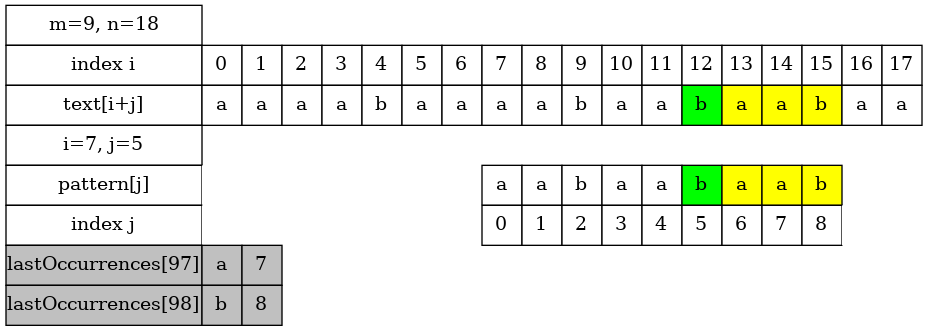 m=9, n=18
index i 0 1 2 3 4 5 6 7 8 9 10 11 12 13 14 15 16 17
text[i+j] a a a a b a a a a b a a b a a b a a
i=7, j=5
pattern[j] a a b a a b a a b
index j 0 1 2 3 4 5 6 7 8
lastOccurrences[97] a 7
lastOccurrences[98] b 8